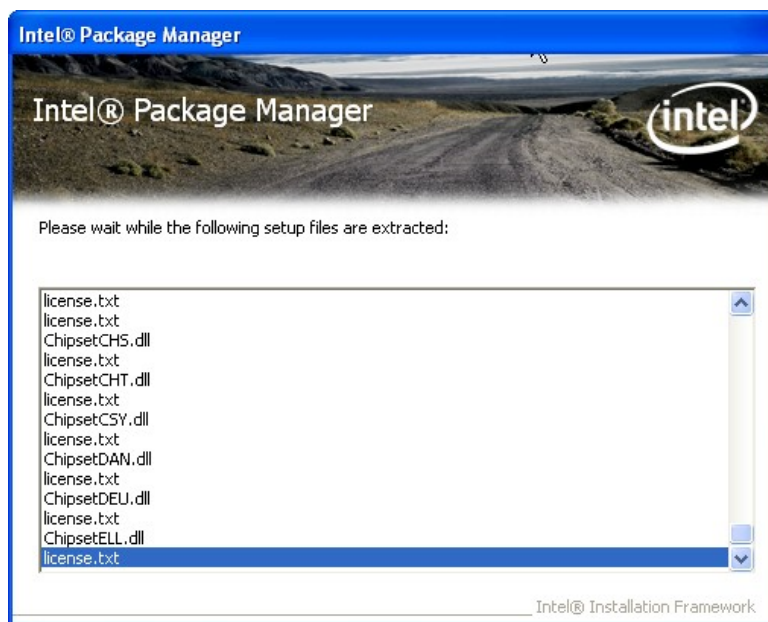 Intel® Package Manager
Intel® Package Manager
intel
Please wait while the following setup files are extracted:
license.txt
license.txt
ChipsetCHS.dll
license.txt
ChipsetCHT.dll
license.txt
ChipsetCSY.dll
license.txt
ChipsetDAN.dll
license.txt
ChipsetDEU.dll
license.txt
ChipsetELL.dll
license.txt
Intel® Installation Framework